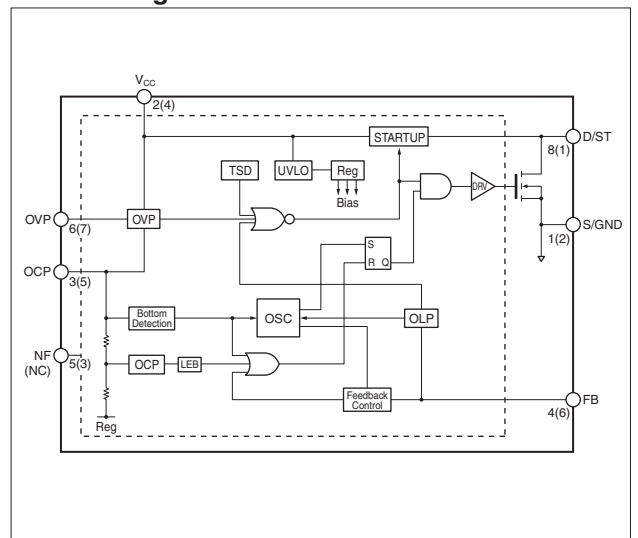 VCC
2(4)
D/ST
8(1)
STARTUP
TSD
UVLO
Reg
Bias
DRV
OVP
6(7)
OVP
S/GND
1(2)
OCP
3(5)
S
R Q
Bottom
Detection
OSC
OLP
NF
(NC)
5(3)
OCP
LEB
Feedback
Control
FB
4(6)
Reg